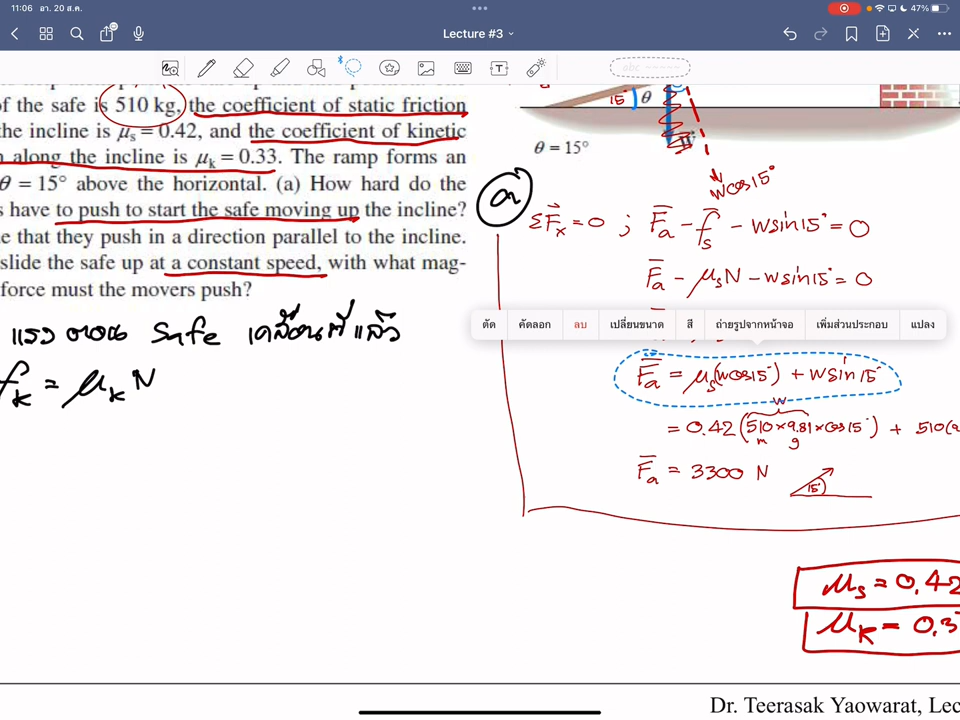 11:06 อา. 20 ส.ค.
47%
Lecture #3
of the safe is 510 kg, the coefficient of static friction
the incline is μs = 0.42, and the coefficient of kinetic
along the incline is μk = 0.33. The ramp forms an
θ = 15° above the horizontal. (a) How hard do the
s have to push to start the safe moving up the incline?
e that they push in a direction parallel to the incline.
slide the safe up at a constant speed, with what mag-
force must the movers push?
แรง ตอน Safe เคลื่อนที่แล้ว
fk = μk N
15° θ
W
θ = 15°
wcos15°
a
ΣFx = 0 ; Fa - fs - wsin15° = 0
Fa - μsN - wsin15° = 0
ตัด คัดลอก ลบ เปลี่ยนขนาด สี ถ่ายรูปจากหน้าจอ เพิ่มส่วนประกอบ แปลง
Fa = μs(wcos15°) + wsin15°
w
= 0.42 (510 × 9.81 × cos15°) + 510(
m g
Fa = 3300 N
15°
μs = 0.42
μk = 0.3
Dr. Teerasak Yaowarat, Lec